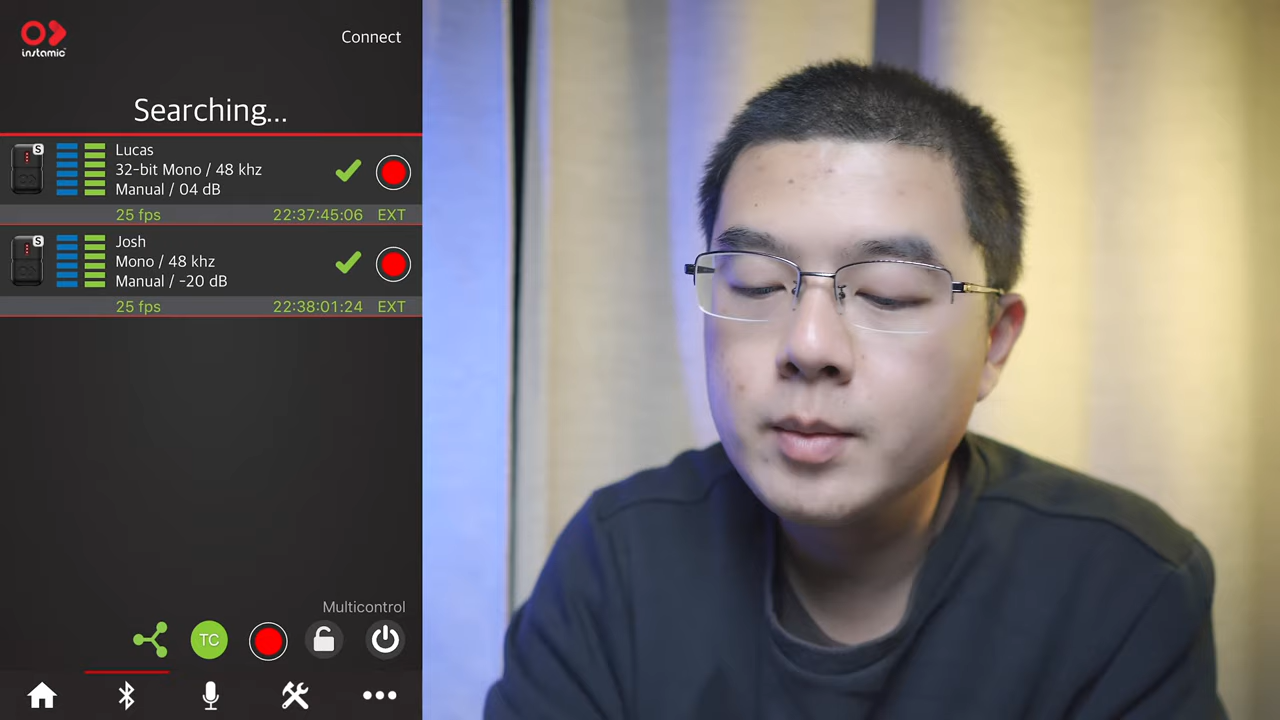 instamic
Connect
Searching...
S
Lucas
32-bit Mono / 48 khz
Manual / 04 dB
25 fps 22:37:45:06 EXT
S
Josh
Mono / 48 khz
Manual / -20 dB
25 fps 22:38:01:24 EXT
Multicontrol
TC